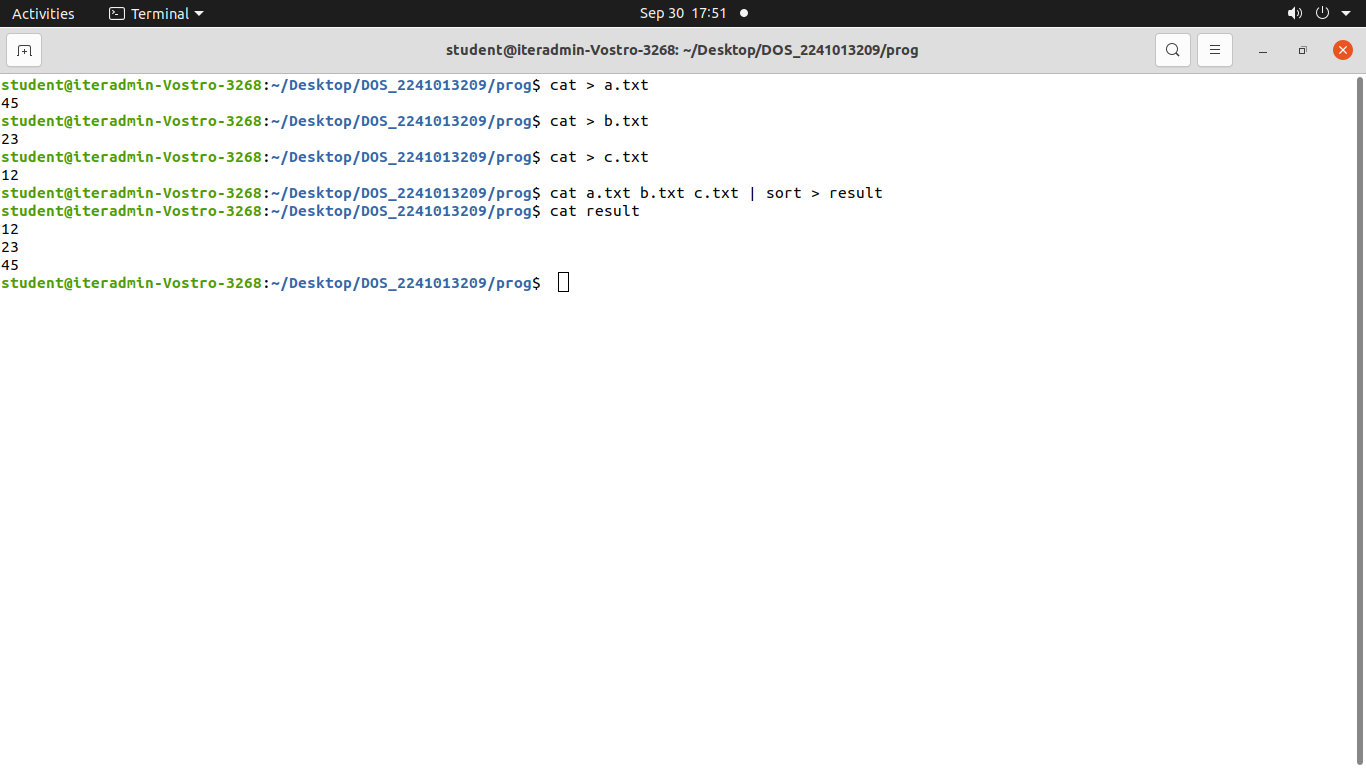 Activities Terminal Sep 30 17:51
student@iteradmin-Vostro-3268: ~/Desktop/DOS_2241013209/prog
student@iteradmin-Vostro-3268:~/Desktop/DOS_2241013209/prog$ cat > a.txt
45
student@iteradmin-Vostro-3268:~/Desktop/DOS_2241013209/prog$ cat > b.txt
23
student@iteradmin-Vostro-3268:~/Desktop/DOS_2241013209/prog$ cat > c.txt
12
student@iteradmin-Vostro-3268:~/Desktop/DOS_2241013209/prog$ cat a.txt b.txt c.txt | sort > result
student@iteradmin-Vostro-3268:~/Desktop/DOS_2241013209/prog$ cat result
12
23
45
student@iteradmin-Vostro-3268:~/Desktop/DOS_2241013209/prog$